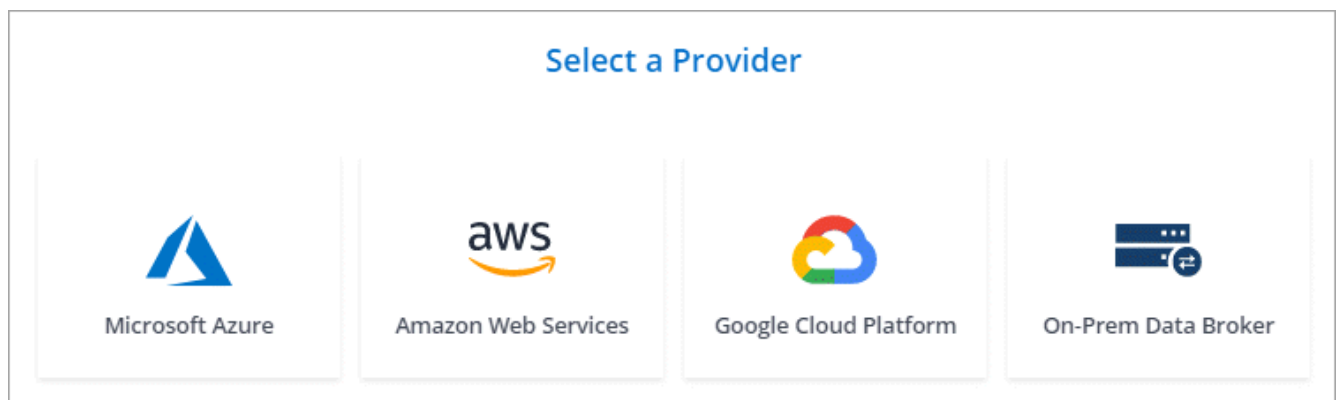 Select a Provider
aws
Microsoft Azure
Amazon Web Services
Google Cloud Platform
On-Prem Data Broker